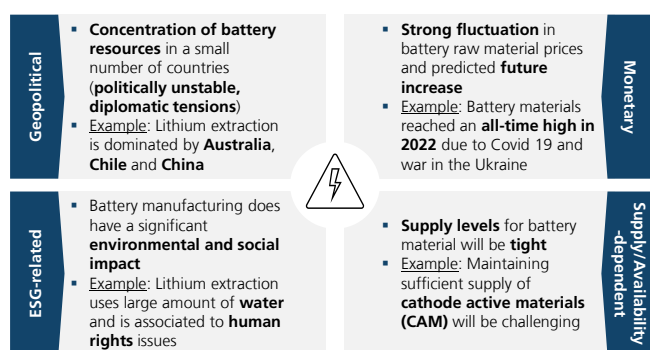 Geopolitical
▪ Concentration of battery
resources in a small
number of countries
(politically unstable,
diplomatic tensions)
▪ Example: Lithium extraction
is dominated by Australia,
Chile and China
▪ Strong fluctuation in
battery raw material prices
and predicted future
increase
▪ Example: Battery materials
reached an all-time high in
2022 due to Covid 19 and
war in the Ukraine
Monetary
ESG-related
▪ Battery manufacturing does
have a significant
environmental and social
impact
▪ Example: Lithium extraction
uses large amount of water
and is associated to human
rights issues
▪ Supply levels for battery
material will be tight
▪ Example: Maintaining
sufficient supply of
cathode active materials
(CAM) will be challenging
Supply/Availability
-dependent